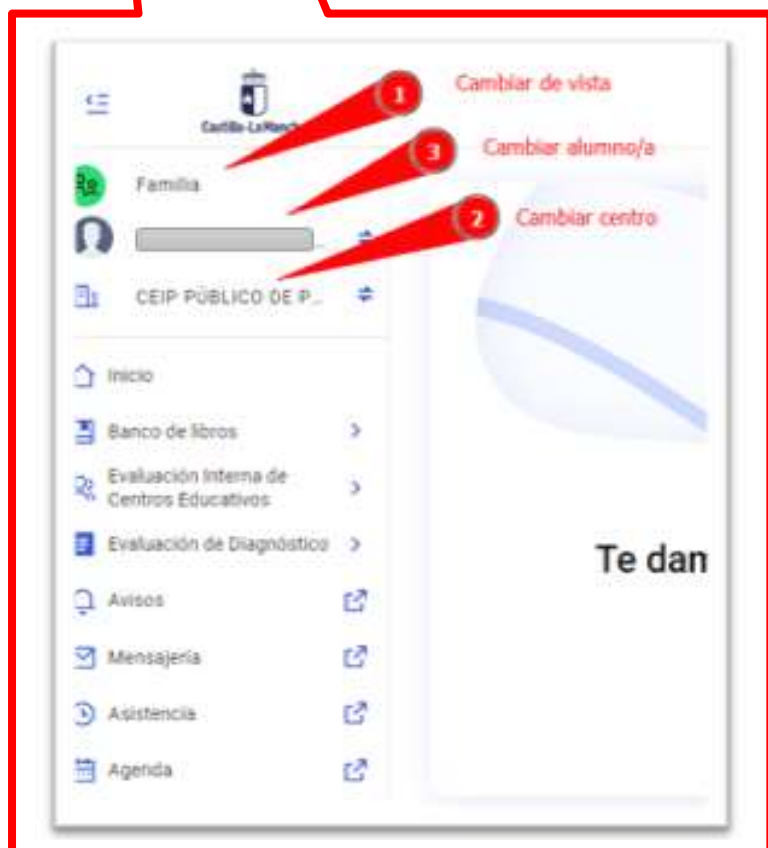 Castilla-La Mancha
1 Cambiar de vista
3 Cambiar alumno/a
Familia
2 Cambiar centro
CEIP PÚBLICO DE P...
Inicio
Banco de libros
Evaluación Interna de
Centros Educativos
Evaluación de Diagnóstico
Te dam
Avisos
Mensajería
Asistencia
Agenda